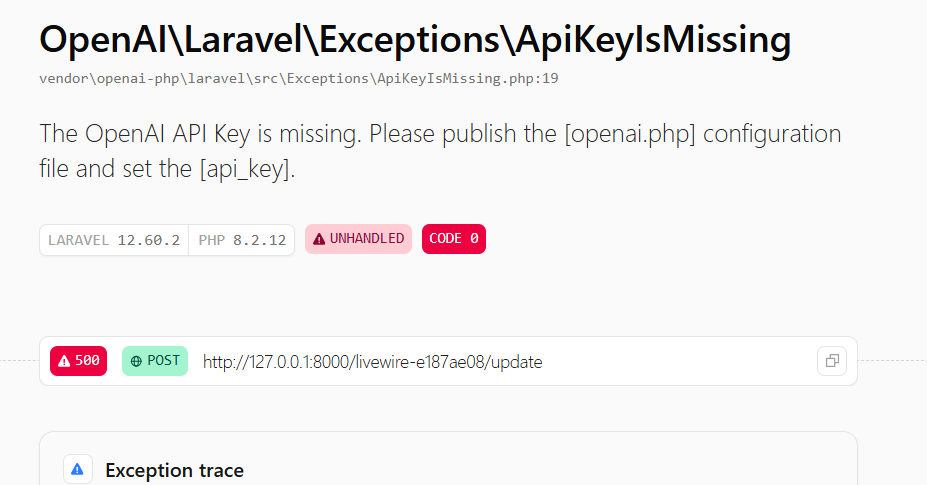 OpenAI\Laravel\Exceptions\ApiKeyIsMissing
vendor\openai-php\laravel\src\Exceptions\ApiKeyIsMissing.php:19
The OpenAI API Key is missing. Please publish the [openai.php] configuration
file and set the [api_key].
LARAVEL 12.60.2 PHP 8.2.12 UNHANDLED CODE 0
500 POST http://127.0.0.1:8000/livewire-e187ae08/update
Exception trace